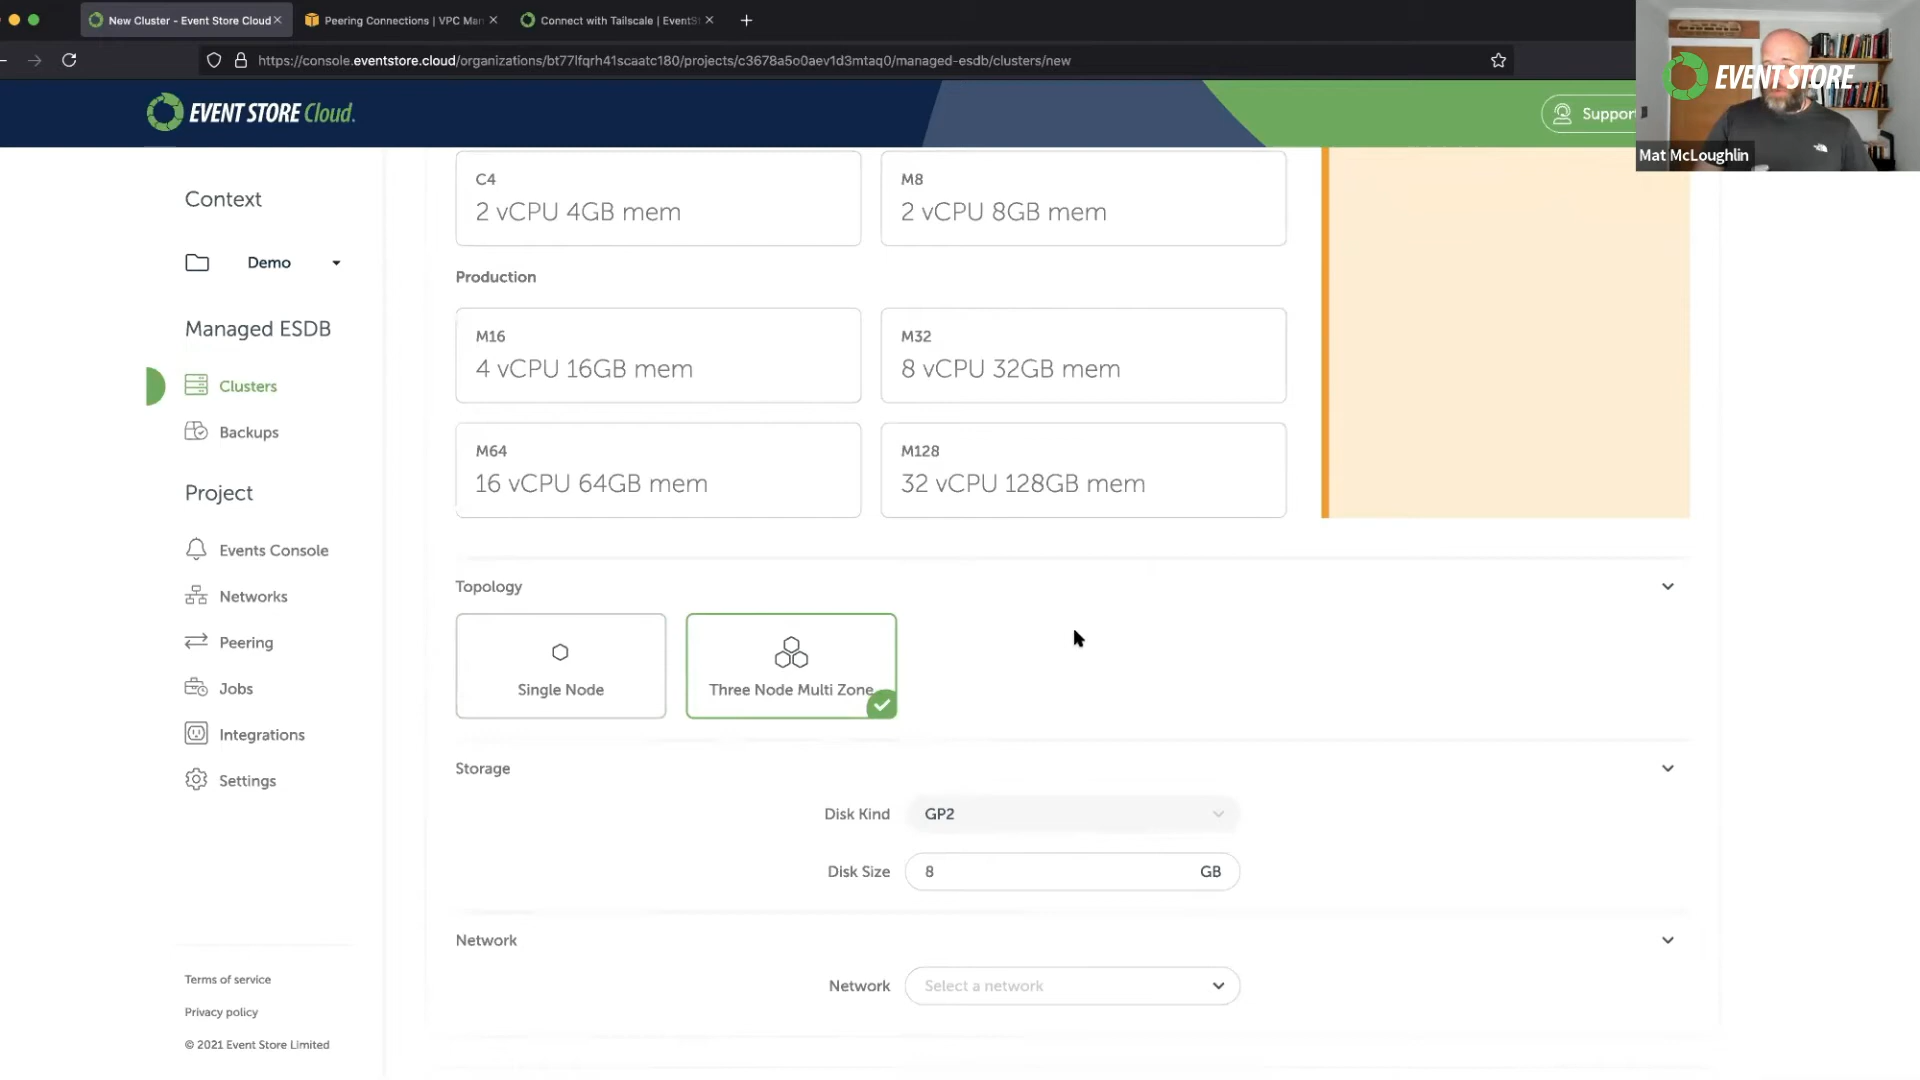 New Cluster - Event Store Cloud
Peering Connections | VPC Man
Connect with Tailscale | EventSt
https://console.eventstore.cloud/organizations/bt77lfqrh41scaatc180/projects/c3678a5o0aev1d3mtaq0/managed-esdb/clusters/new
EVENT STORE Cloud.
Support
EVENT STORE
Mat McLoughlin
Context
Demo
Managed ESDB
Clusters
Backups
Project
Events Console
Networks
Peering
Jobs
Integrations
Settings
Terms of service
Privacy policy
© 2021 Event Store Limited
C4
2 vCPU 4GB mem
M8
2 vCPU 8GB mem
Production
M16
4 vCPU 16GB mem
M32
8 vCPU 32GB mem
M64
16 vCPU 64GB mem
M128
32 vCPU 128GB mem
Topology
Single Node
Three Node Multi Zone
Storage
Disk Kind
GP2
Disk Size
8
GB
Network
Network
Select a network